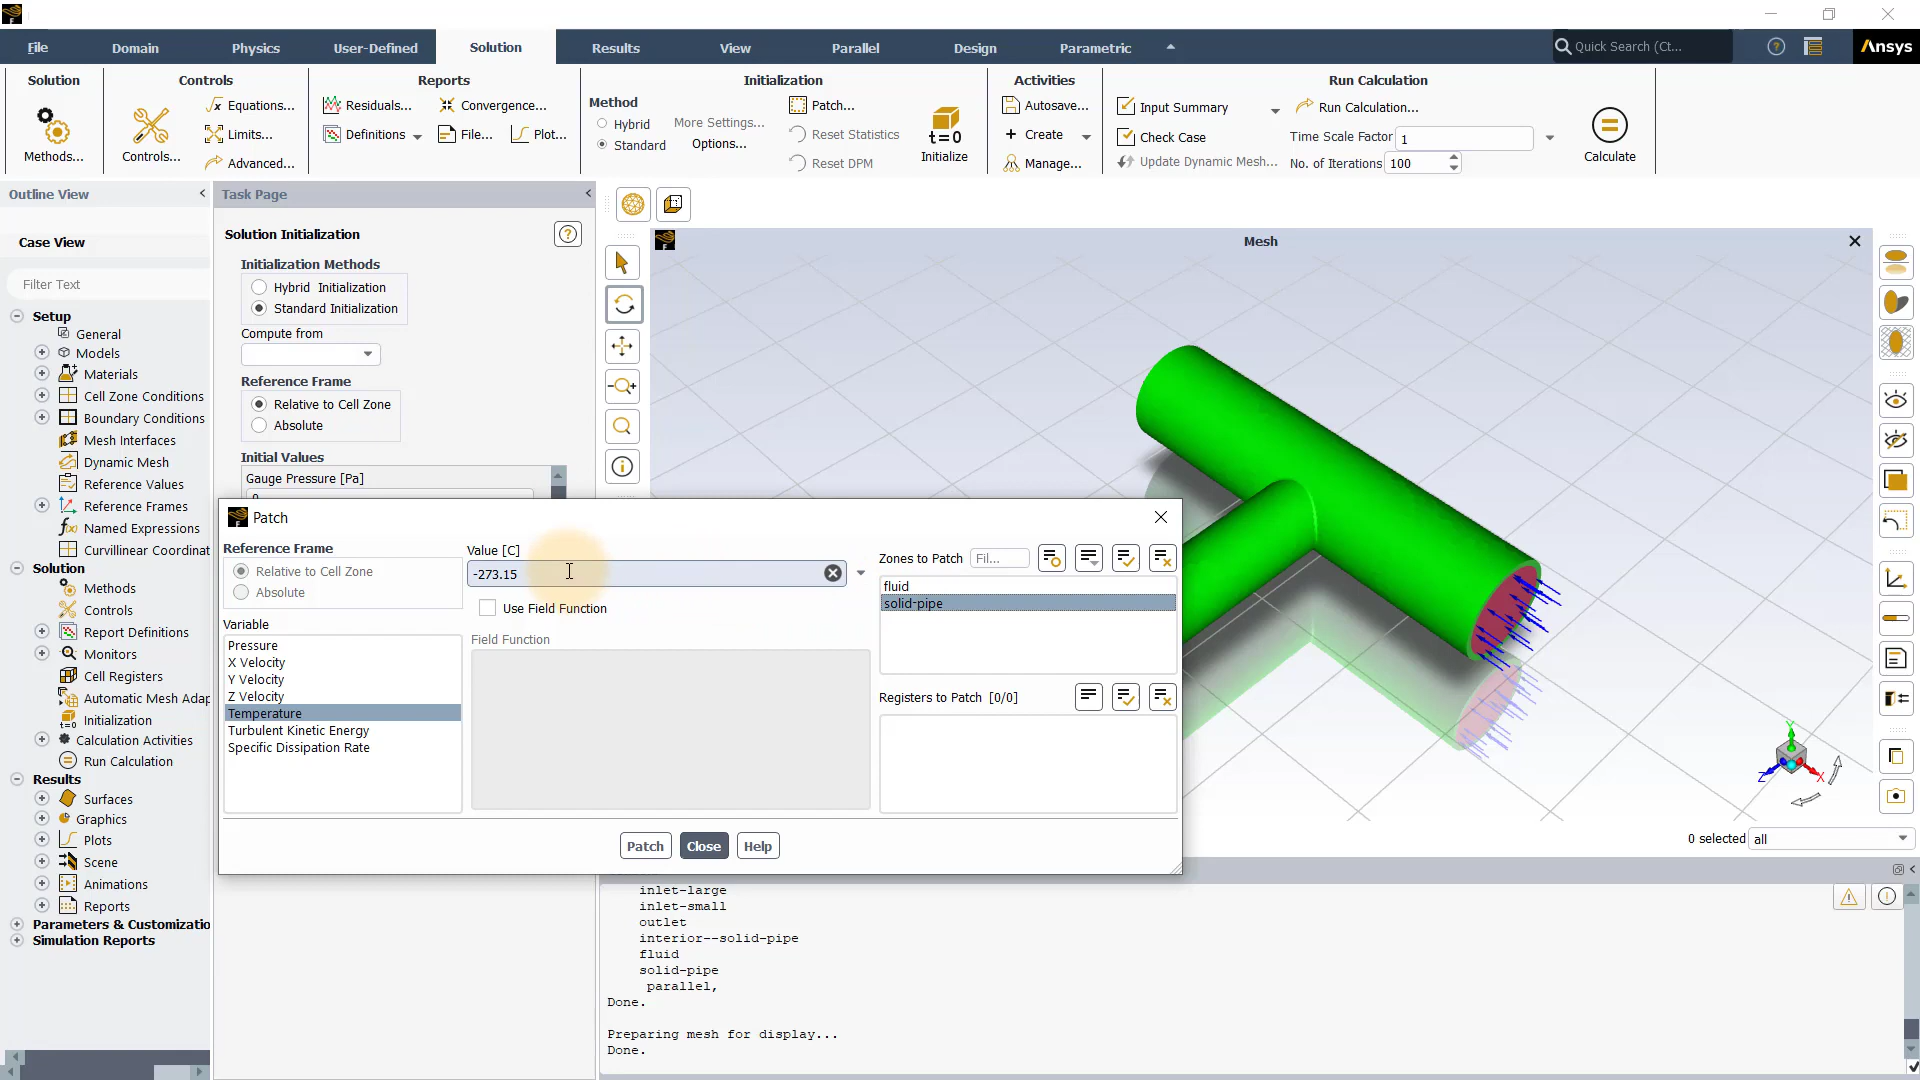 File
Domain
Physics
User-Defined
Solution
Results
View
Parallel
Design
Parametric
Quick Search (Ct...
Ansys
Solution
Controls
Reports
Initialization
Activities
Run Calculation
Methods...
Controls...
Equations...
Limits...
Advanced...
Residuals...
Definitions
Convergence...
File...
Plot...
Method
Hybrid
Standard
More Settings...
Options...
Patch...
Reset Statistics
Reset DPM
t=0
Initialize
Autosave...
Create
Manage...
Input Summary
Check Case
Update Dynamic Mesh...
Run Calculation...
Time Scale Factor 1
No. of Iterations 100
Calculate
Outline View
Case View
Filter Text
Setup
General
Models
Materials
Cell Zone Conditions
Boundary Conditions
Mesh Interfaces
Dynamic Mesh
Reference Values
Reference Frames
Named Expressions
Curvillinear Coordinat
Solution
Methods
Controls
Report Definitions
Monitors
Cell Registers
Automatic Mesh Adap
Initialization
Calculation Activities
Run Calculation
Results
Surfaces
Graphics
Plots
Scene
Animations
Reports
Parameters & Customizatio
Simulation Reports
Task Page
Solution Initialization
Initialization Methods
Hybrid Initialization
Standard Initialization
Compute from
Reference Frame
Relative to Cell Zone
Absolute
Initial Values
Gauge Pressure [Pa]
Mesh
Patch
Reference Frame
Relative to Cell Zone
Absolute
Variable
Pressure
X Velocity
Y Velocity
Z Velocity
Temperature
Turbulent Kinetic Energy
Specific Dissipation Rate
Value [C]
-273.15
Use Field Function
Field Function
Zones to Patch Fil...
fluid
solid-pipe
Registers to Patch [0/0]
Patch
Close
Help
Y
Z
X
0 selected all
inlet-large
inlet-small
outlet
interior--solid-pipe
fluid
solid-pipe
parallel,
Done.
Preparing mesh for display...
Done.